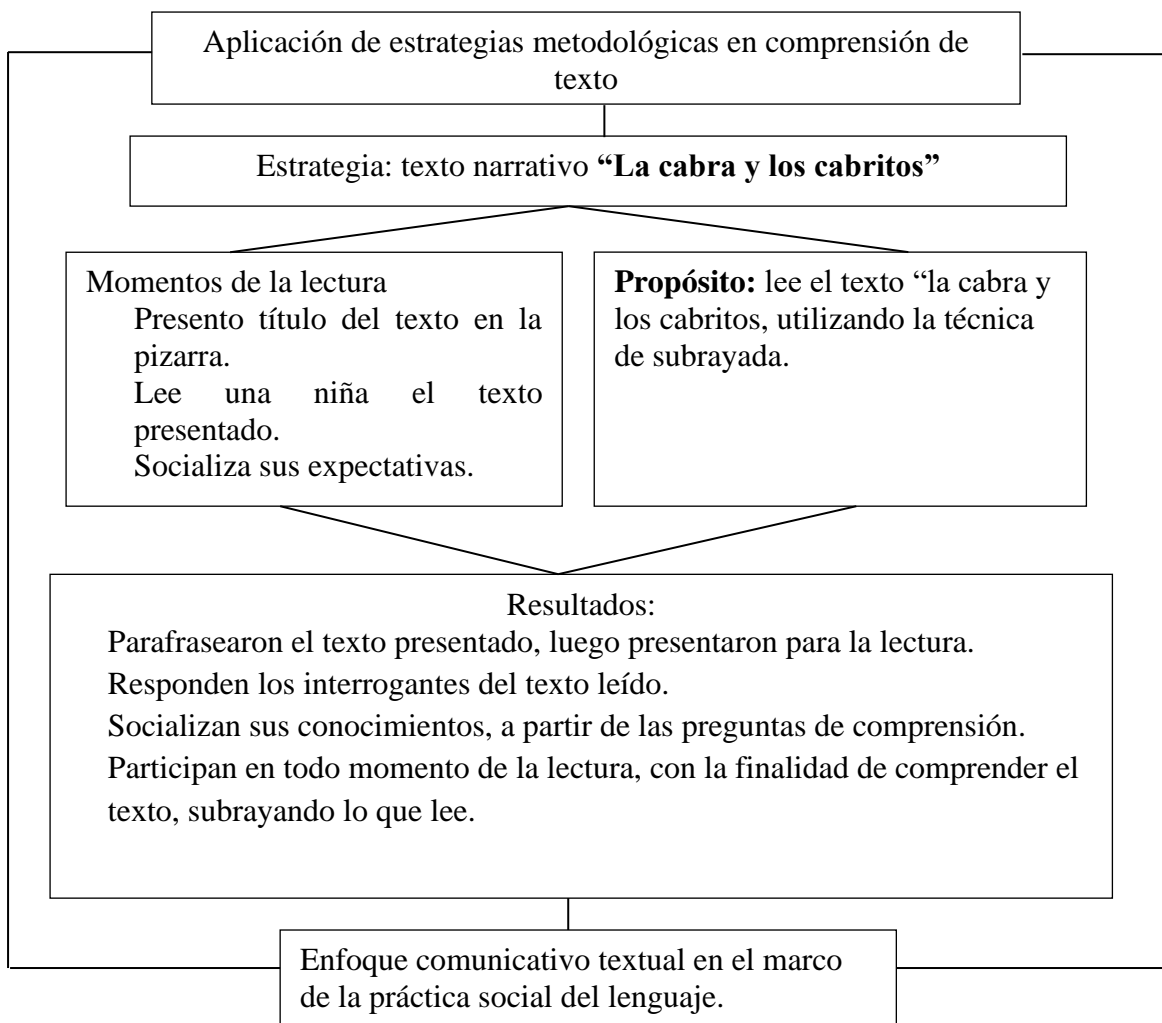 Aplicación de estrategias metodológicas en comprensión de
texto
Estrategia: texto narrativo “La cabra y los cabritos”
Momentos de la lectura
Presento título del texto en la
pizarra.
Lee una niña el texto
presentado.
Socializa sus expectativas.
Propósito: lee el texto “la cabra y
los cabritos, utilizando la técnica
de subrayada.
Resultados:
Parafrasearon el texto presentado, luego presentaron para la lectura.
Responden los interrogantes del texto leído.
Socializan sus conocimientos, a partir de las preguntas de comprensión.
Participan en todo momento de la lectura, con la finalidad de comprender el
texto, subrayando lo que lee.
Enfoque comunicativo textual en el marco
de la práctica social del lenguaje.